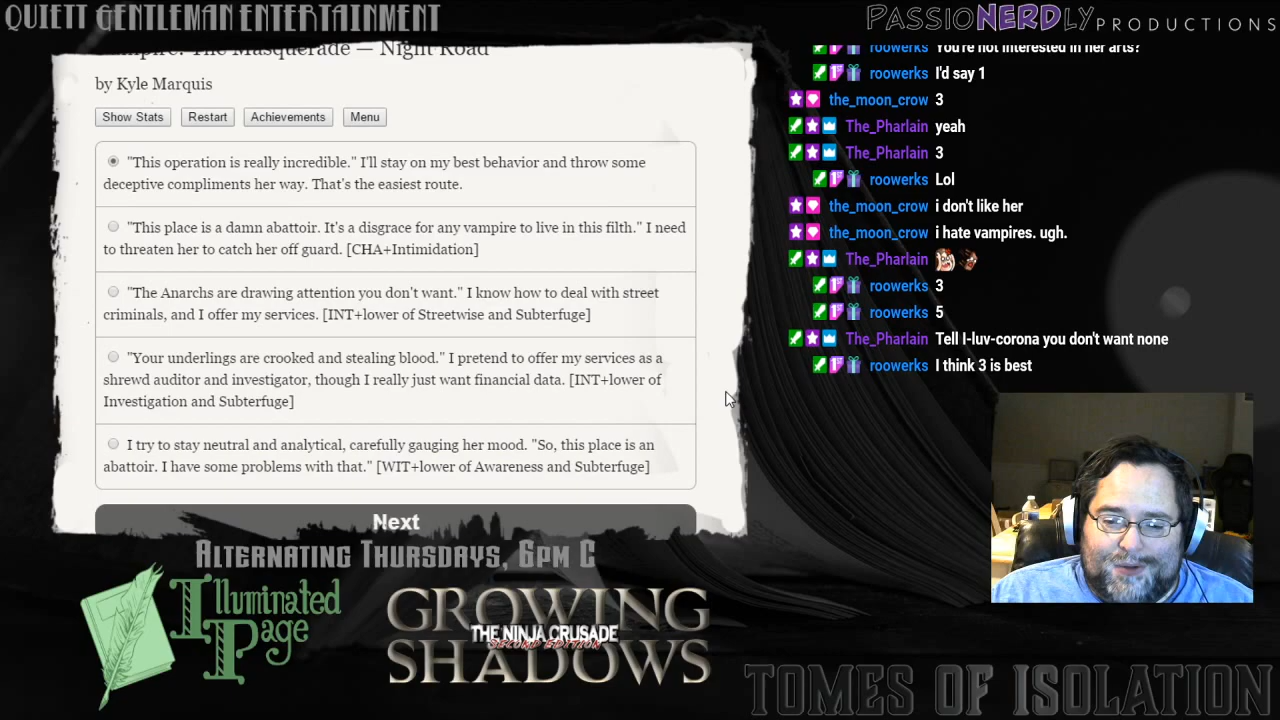 QUIETT GENTLEMAN ENTERTAINMENT
PASSIONERDLY PRODUCTIONS
Vampire: The Masquerade — Night Road
by Kyle Marquis
Show Stats
Restart
Achievements
Menu
"This operation is really incredible." I'll stay on my best behavior and throw some
deceptive compliments her way. That's the easiest route.
"This place is a damn abattoir. It's a disgrace for any vampire to live in this filth." I need
to threaten her to catch her off guard. [CHA+Intimidation]
"The Anarchs are drawing attention you don't want." I know how to deal with street
criminals, and I offer my services. [INT+lower of Streetwise and Subterfuge]
"Your underlings are crooked and stealing blood." I pretend to offer my services as a
shrewd auditor and investigator, though I really just want financial data. [INT+lower of
Investigation and Subterfuge]
I try to stay neutral and analytical, carefully gauging her mood. "So, this place is an
abattoir. I have some problems with that." [WIT+lower of Awareness and Subterfuge]
Next
roowerks You're not interested in her arts?
roowerks I'd say 1
the_moon_crow 3
The_Pharlain yeah
The_Pharlain 3
roowerks Lol
the_moon_crow i don't like her
the_moon_crow i hate vampires. ugh.
The_Pharlain
roowerks 3
roowerks 5
The_Pharlain Tell I-luv-corona you don't want none
roowerks I think 3 is best
ALTERNATING THURSDAYS, 6PM C
ILLUMINATED
PAGE
GROWING
THE NINJA CRUSADE
SECOND EDITION
SHADOWS
TOMES OF ISOLATION